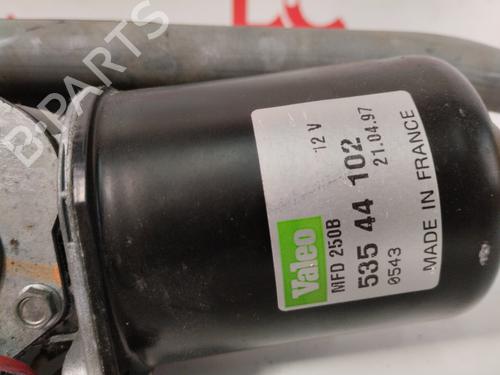 B-PARTS
Valeo
MFD 250B
12 V
535 44 102
21.04.97
0543
MADE IN FRANCE